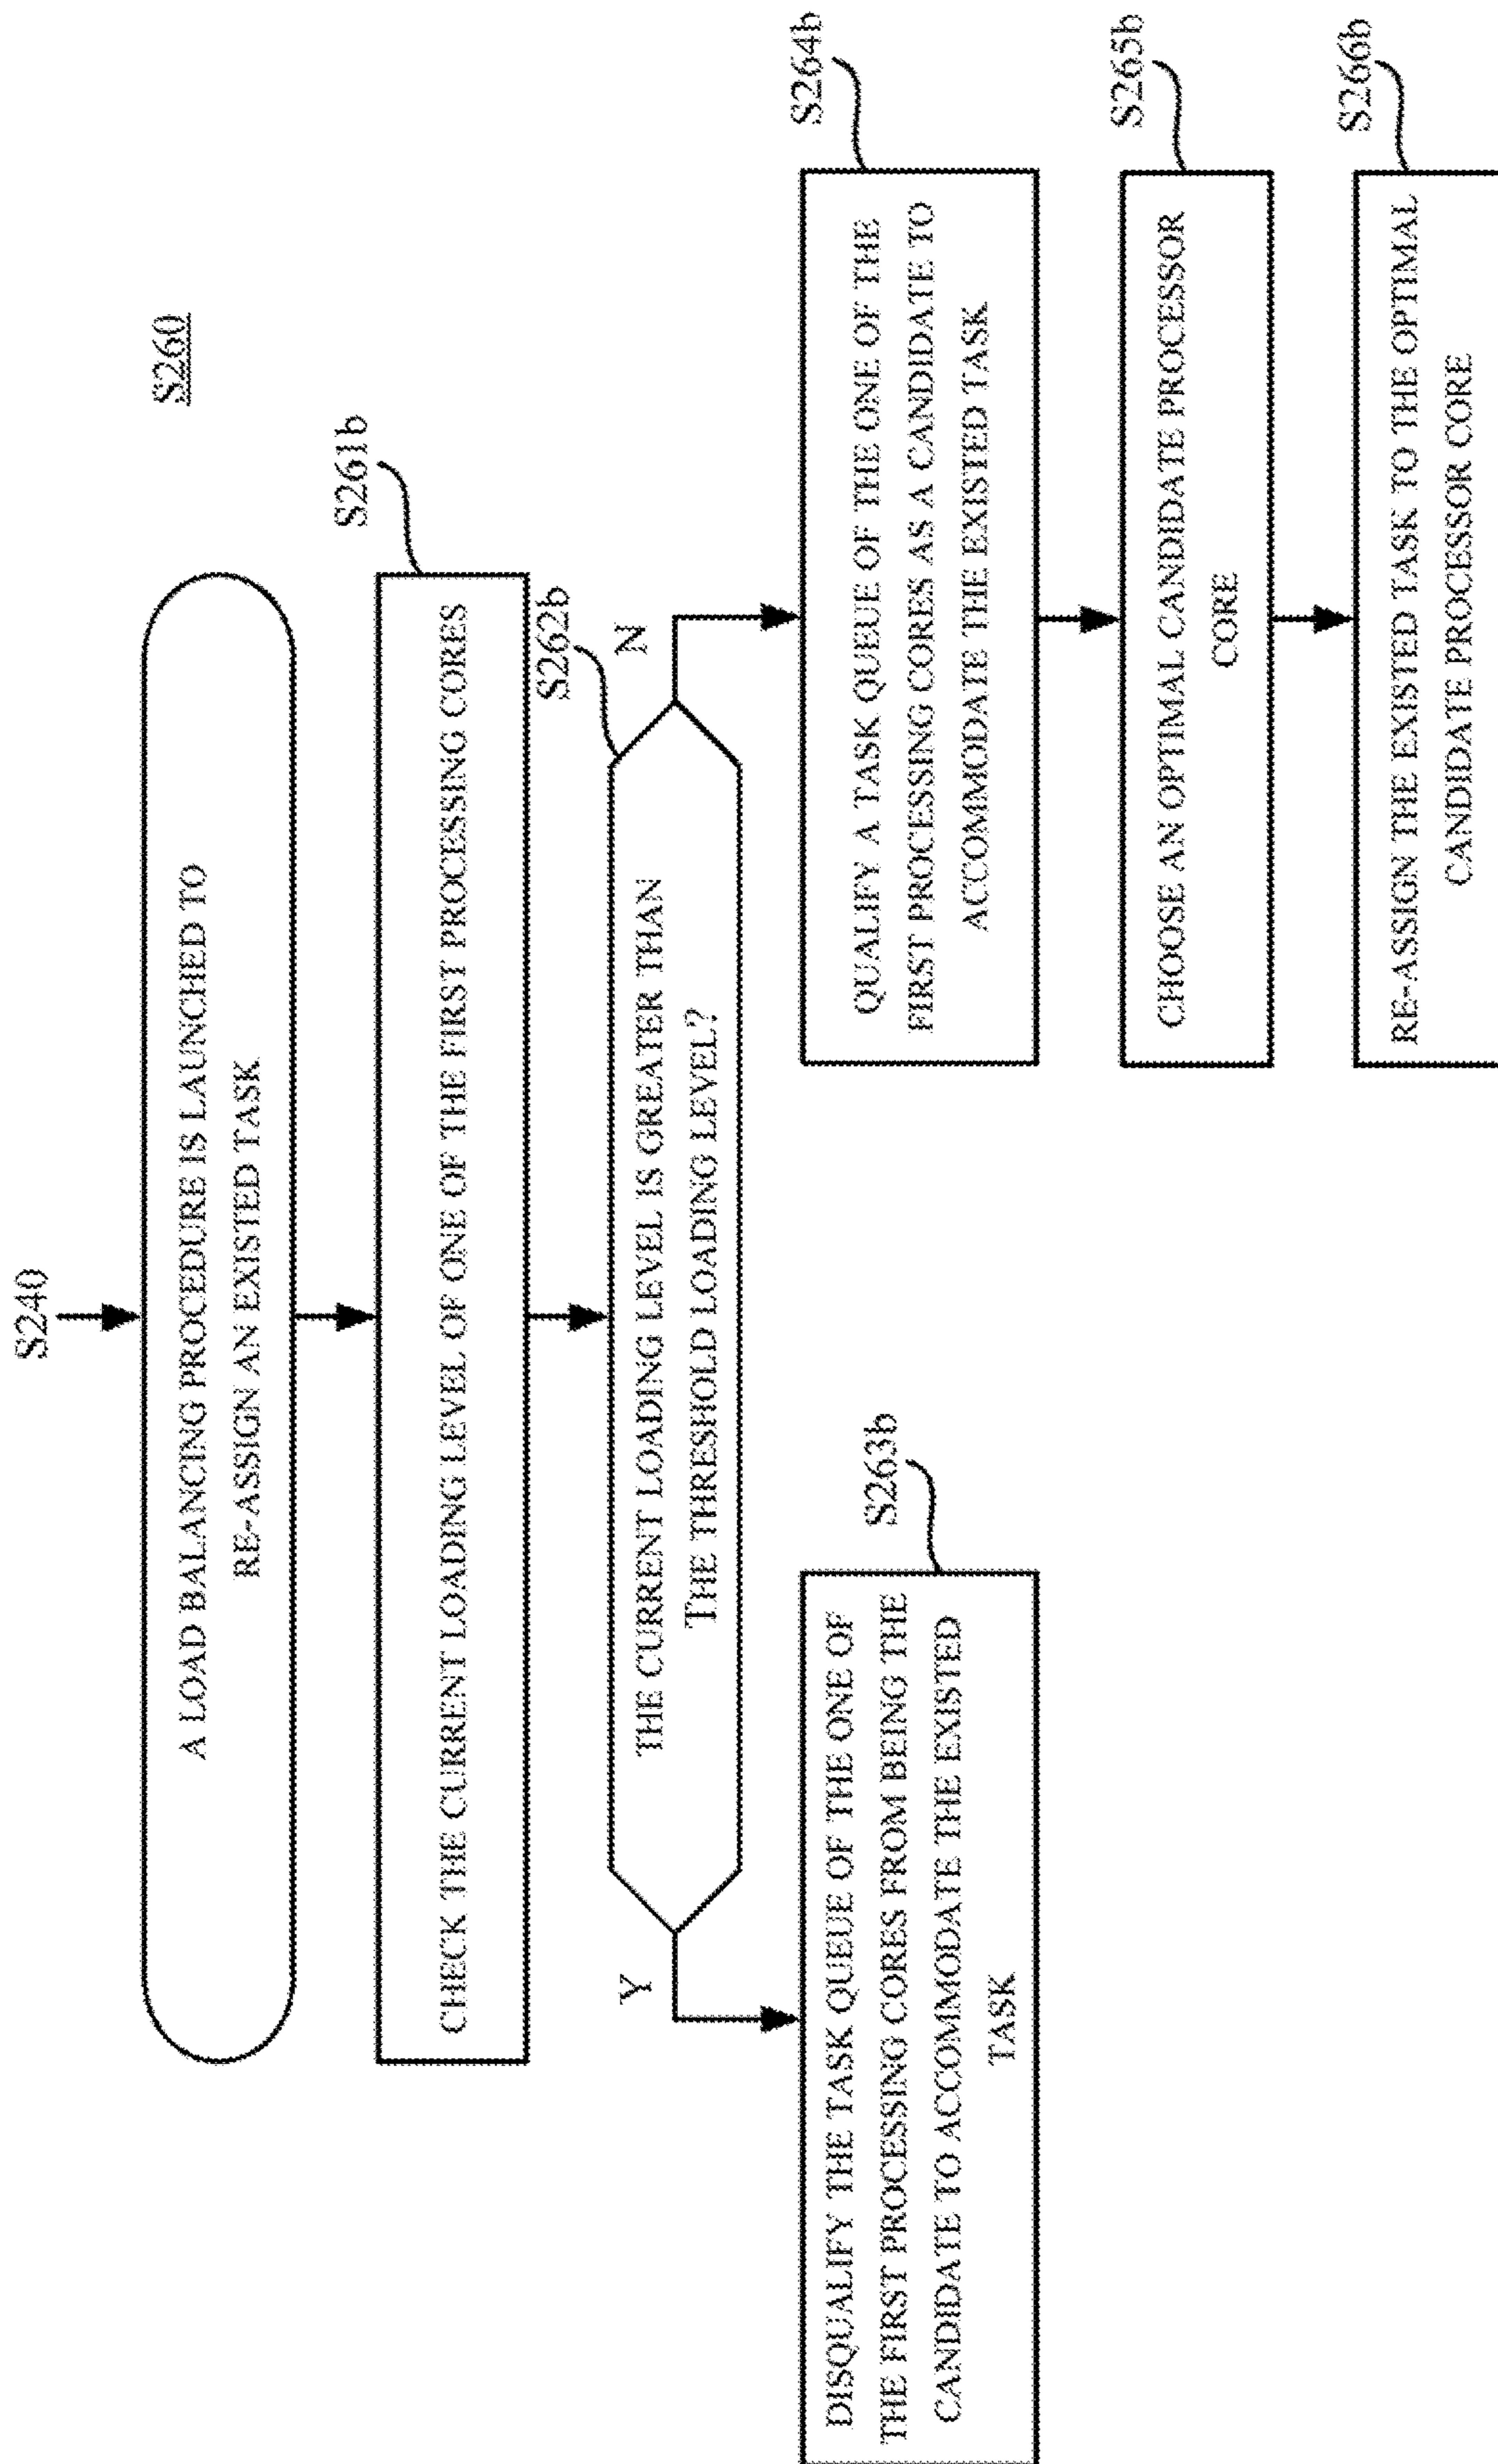 S240
S260
A LOAD BALANCING PROCEDURE IS LAUNCHED TO
RE-ASSIGN AN EXISTED TASK
S261b
CHECK THE CURRENT LOADING LEVEL OF ONE OF THE FIRST PROCESSING CORES
S262b
THE CURRENT LOADING LEVEL IS GREATER THAN
THE THRESHOLD LOADING LEVEL?
Y
N
S263b
DISQUALIFY THE TASK QUEUE OF THE ONE OF
THE FIRST PROCESSING CORES FROM BEING THE
CANDIDATE TO ACCOMMODATE THE EXISTED
TASK
S264b
QUALIFY A TASK QUEUE OF THE ONE OF THE
FIRST PROCESSING CORES AS A CANDIDATE TO
ACCOMMODATE THE EXISTED TASK
S265b
CHOOSE AN OPTIMAL CANDIDATE PROCESSOR
CORE
S266b
RE-ASSIGN THE EXISTED TASK TO THE OPTIMAL
CANDIDATE PROCESSOR CORE